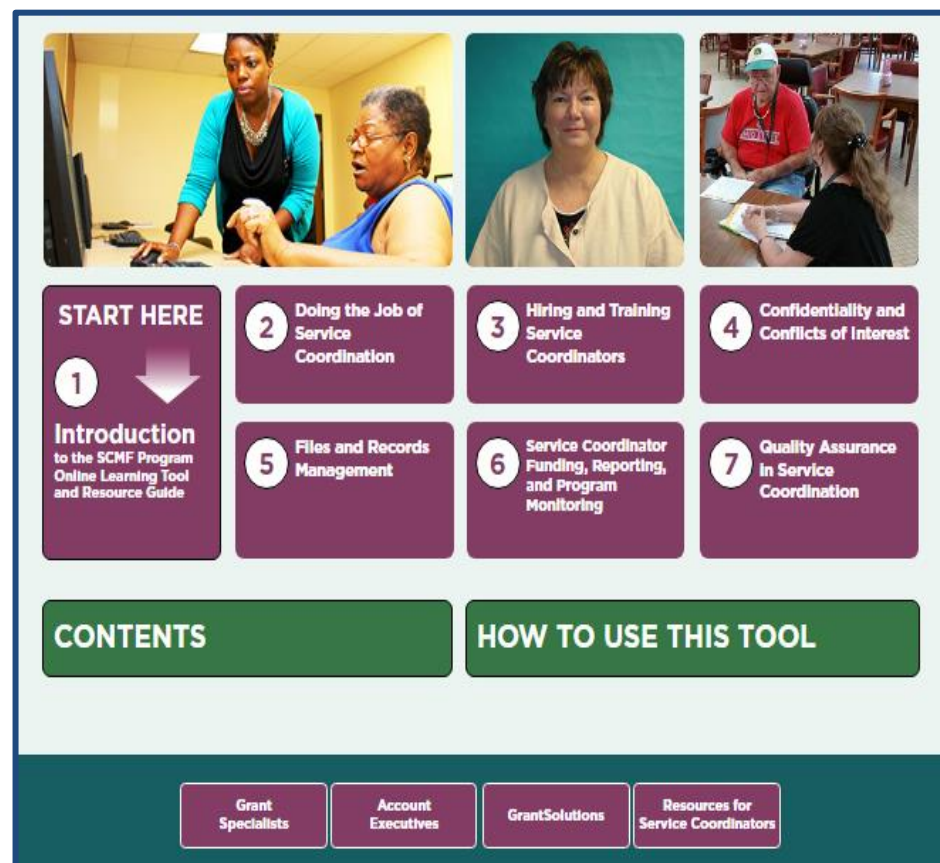 START HERE
1
Introduction
to the SCMF Program
Online Learning Tool
and Resource Guide
2
Doing the Job of
Service
Coordination
3
Hiring and Training
Service
Coordinators
4
Confidentiality and
Conflicts of Interest
5
Files and Records
Management
6
Service Coordinator
Funding, Reporting,
and Program
Monitoring
7
Quality Assurance
in Service
Coordination
CONTENTS
HOW TO USE THIS TOOL
Grant
Specialists
Account
Executives
GrantSolutions
Resources for
Service Coordinators